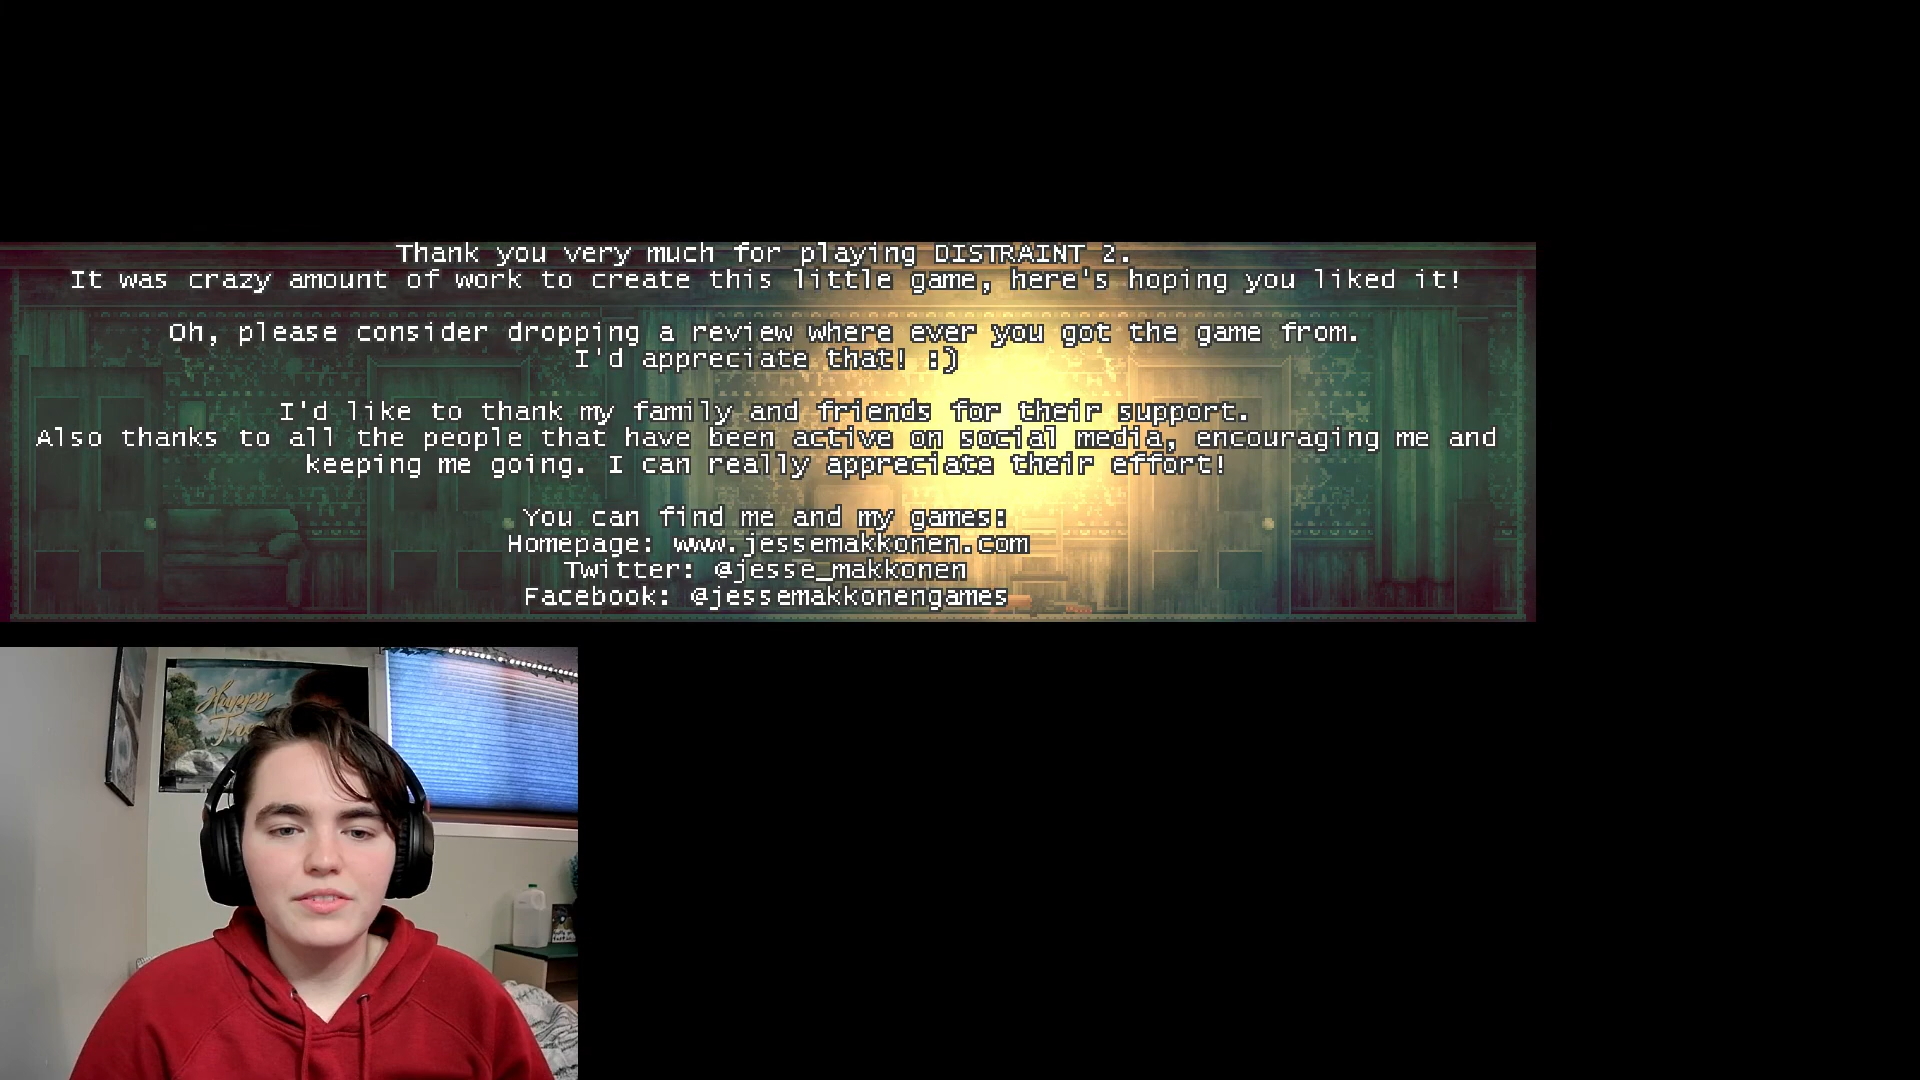 Thank you very much for playing DISTRAINT 2.
It was crazy amount of work to create this little game, here's hoping you liked it!
Oh, please consider dropping a review where ever you got the game from.
I'd appreciate that! :)
I'd like to thank my family and friends for their support.
Also thanks to all the people that have been active on social media, encouraging me and
keeping me going. I can really appreciate their effort!
You can find me and my games:
Homepage: www.jessemakkonen.com
Twitter: @jesse_makkonen
Facebook: @jessemakkonengames
Happy